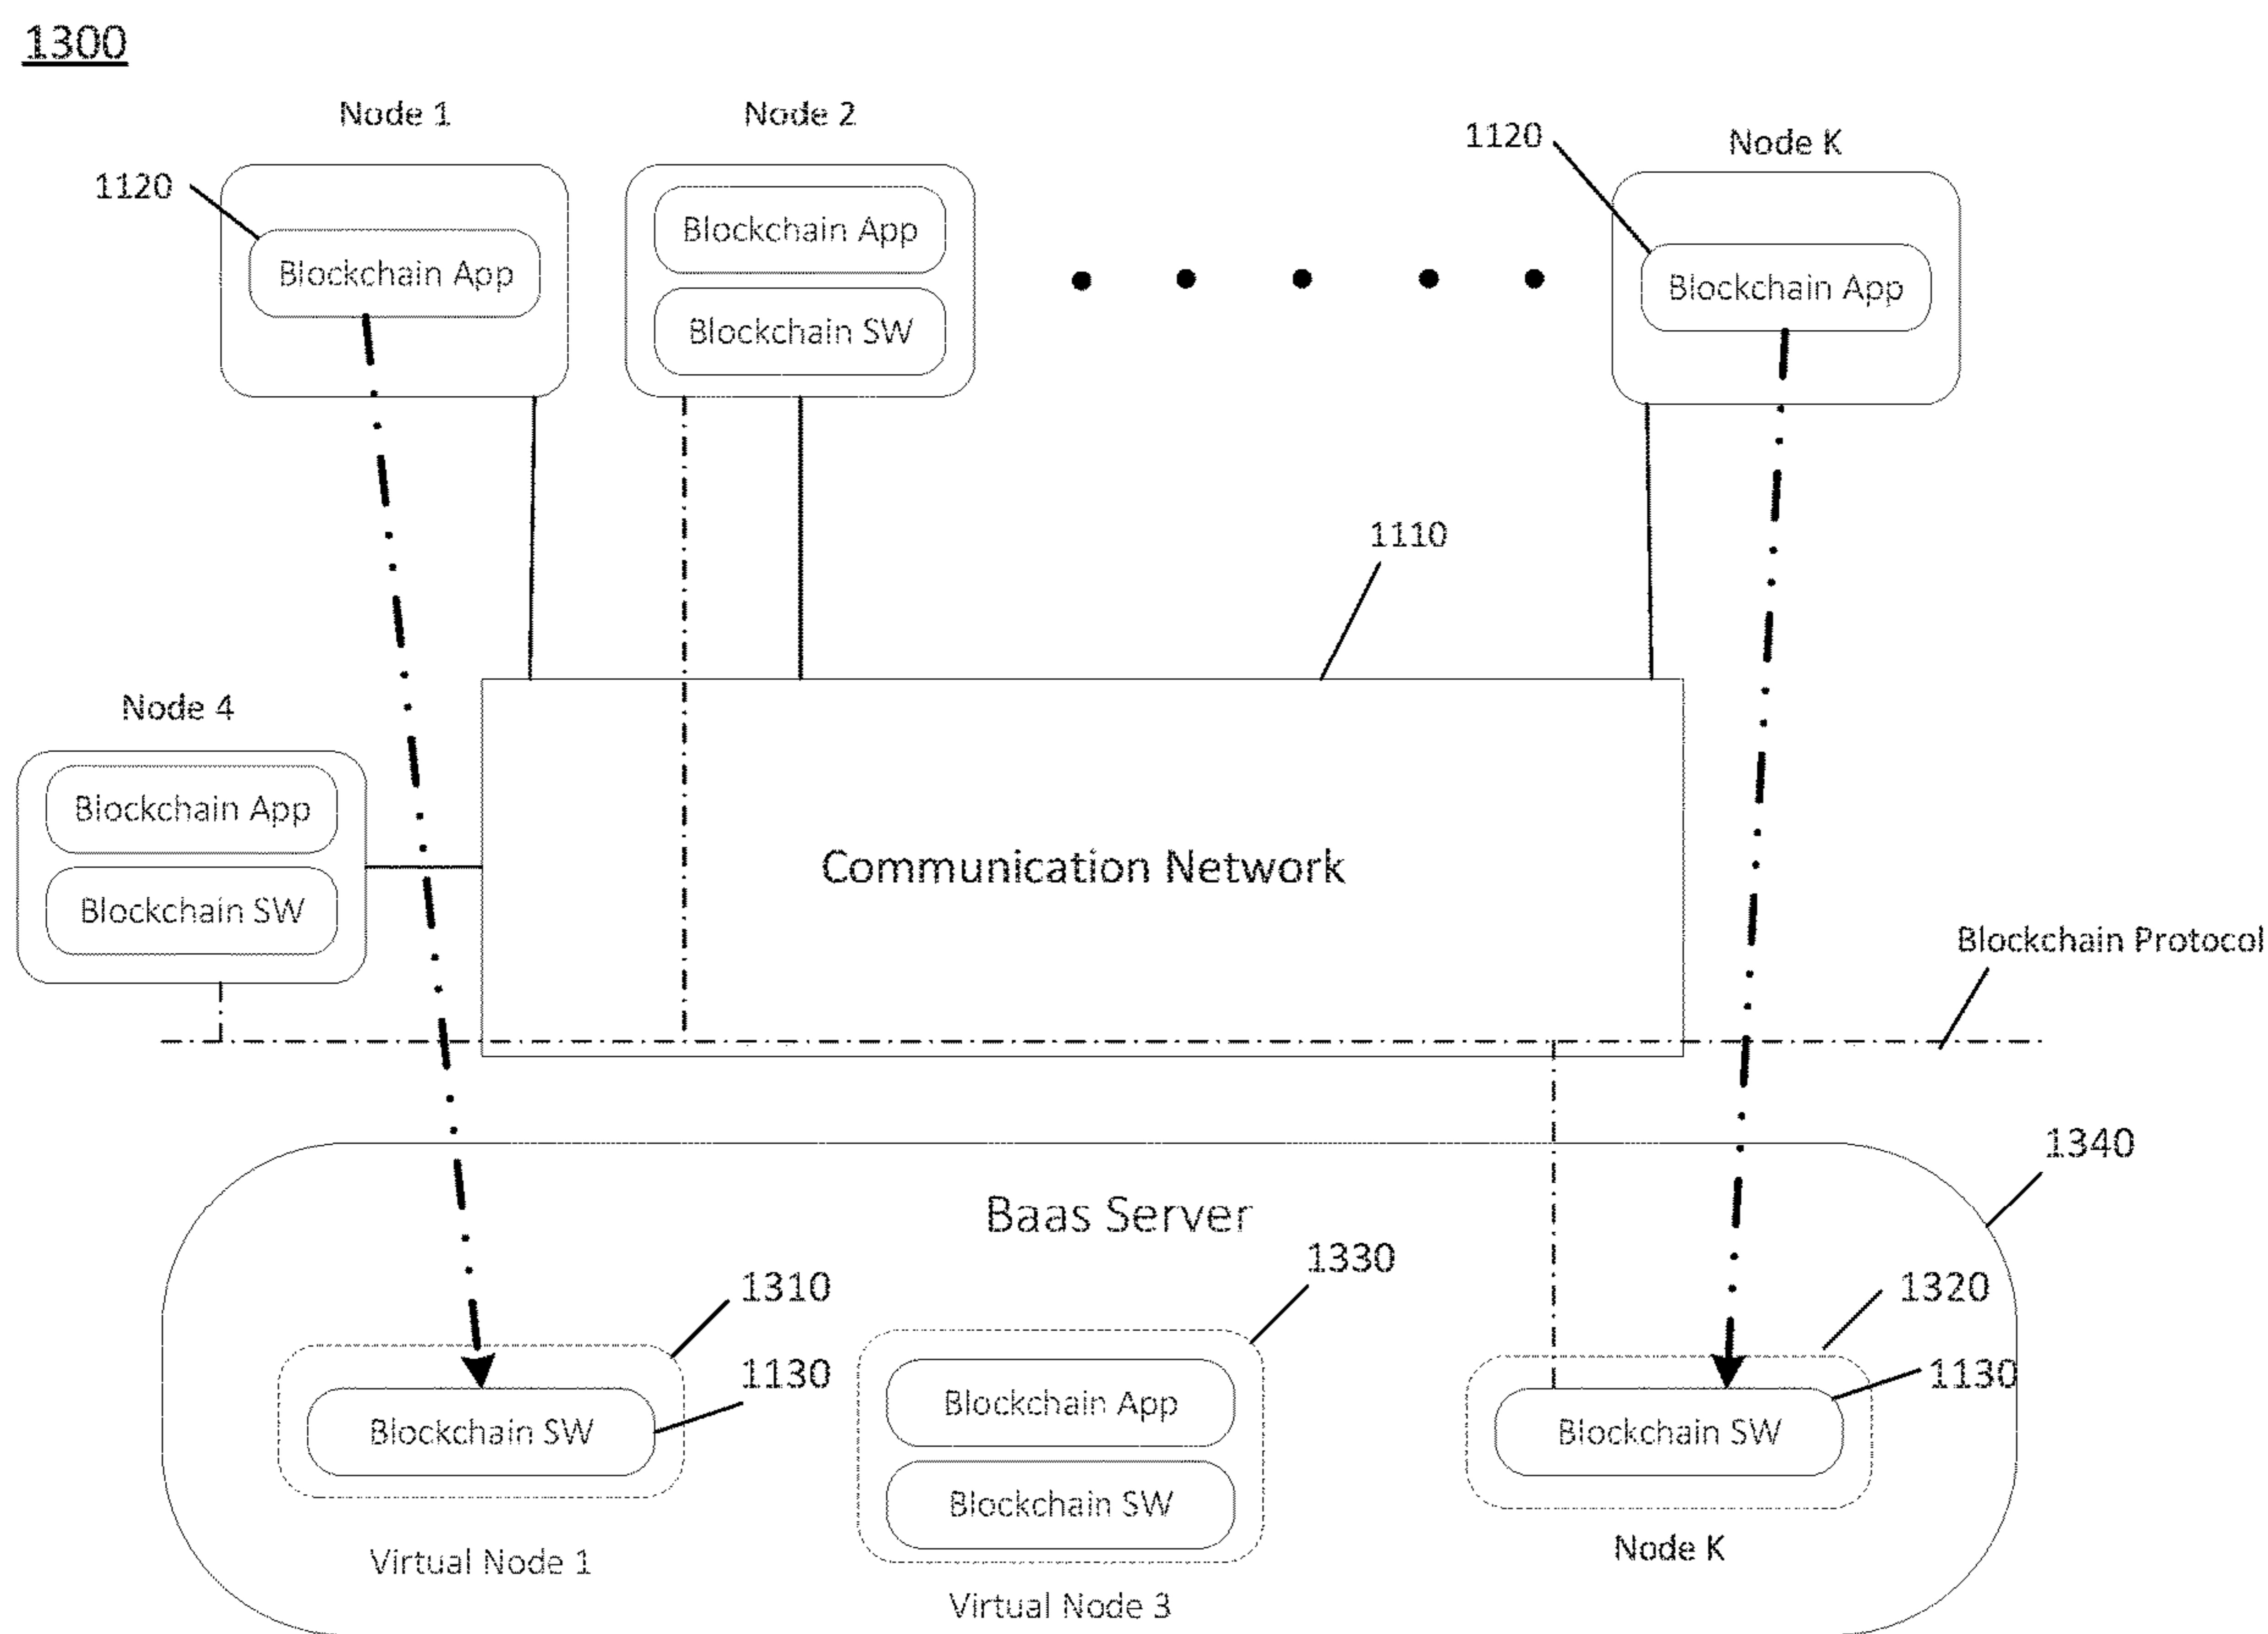 1300
Node 1
Node 2
Node K
1120
1120
Blockchain App
Blockchain App
Blockchain SW
Blockchain App
1110
Node 4
Blockchain App
Blockchain SW
Communication Network
Blockchain Protocol
1340
Baas Server
1330
1310
1320
1130
1130
Blockchain SW
Blockchain App
Blockchain SW
Blockchain SW
Virtual Node 1
Virtual Node 3
Node K